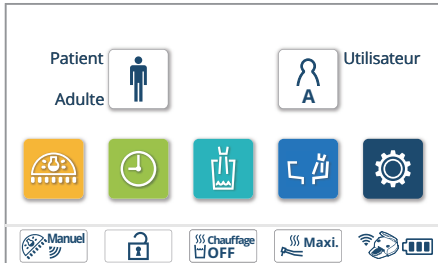 Patient
Utilisateur
Adulte
A
Manuel
Chauffage
OFF
Maxi.